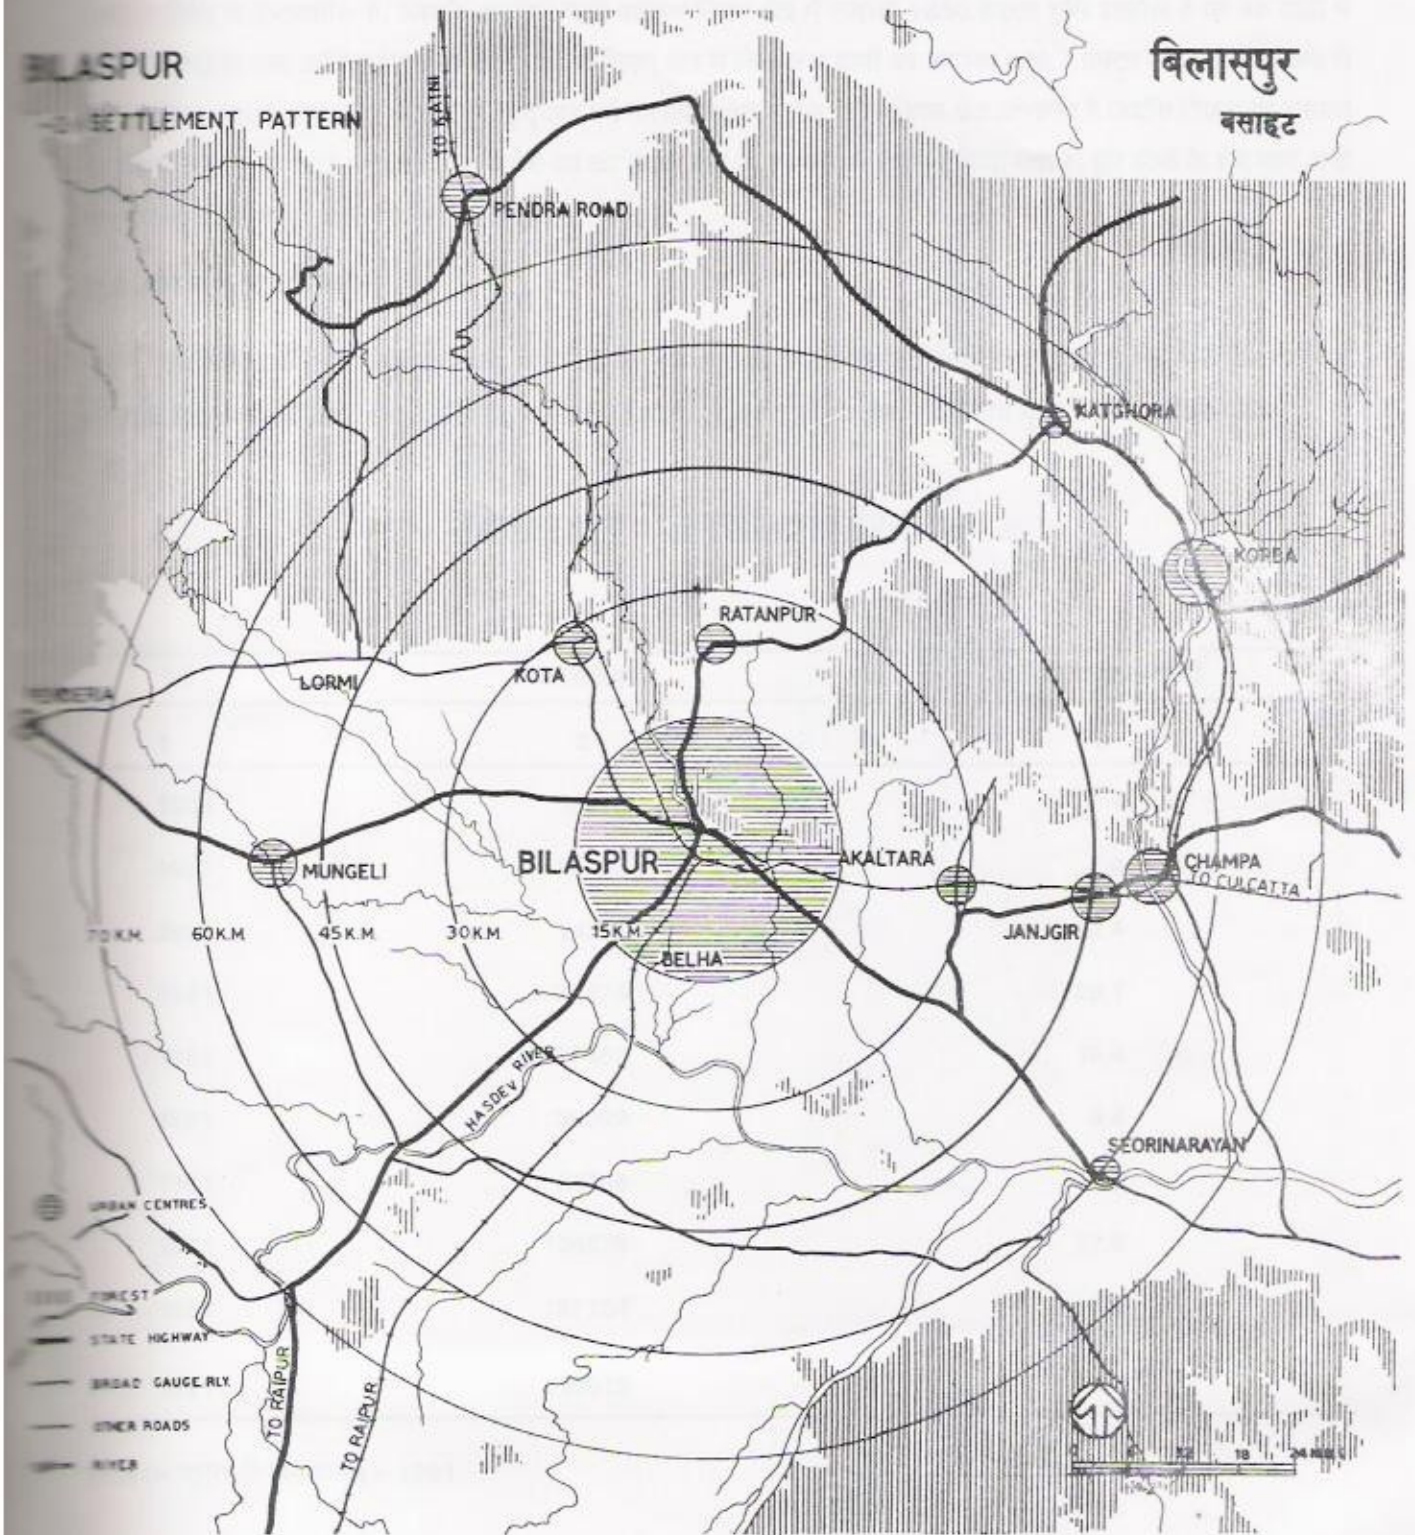 BILASPUR
SETTLEMENT PATTERN
बिलासपुर
बसाहट
TO KATNI
PENDRA ROAD
KATGHORA
KORBA
RATANPUR
KOTA
LORMI
MUNGELI
BILASPUR
AKALTARA
CHAMPA
TO CULCATTA
JANJGIR
70 K.M.
60 K.M.
45 K.M.
30 K.M.
15 K.M.
BELHA
HASDEV RIVER
SEORINARAYAN
URBAN CENTRES
FOREST
STATE HIGHWAY
BROAD GAUGE RLY.
OTHER ROADS
RIVER
TO RAIPUR
TO RAIPUR
0 6 12 18 24